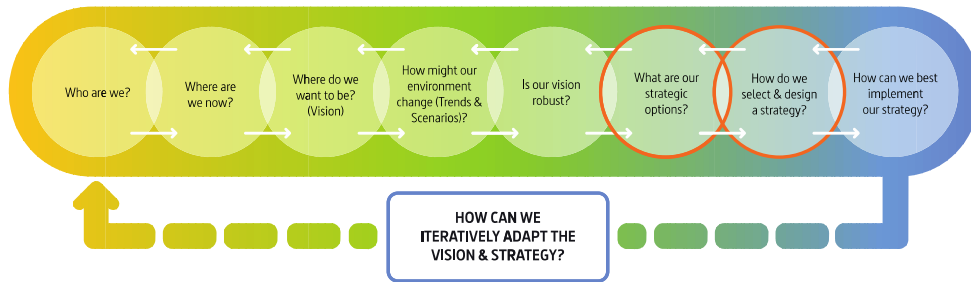 Who are we?
Where are
we now?
Where do we
want to be?
(Vision)
How might our
environment
change (Trends &
Scenarios)?
Is our vision
robust?
What are our
strategic
options?
How do we
select & design
a strategy?
How can we best
implement
our strategy?
HOW CAN WE
ITERATIVELY ADAPT THE
VISION & STRATEGY?